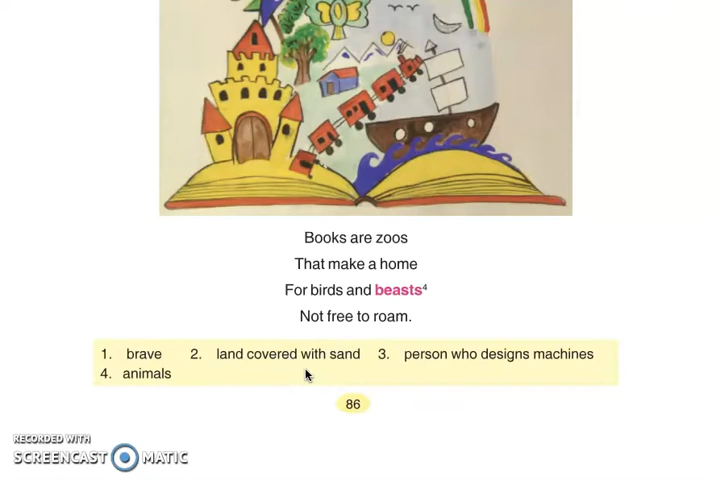 Books are zoos
That make a home
For birds and beasts⁴
Not free to roam.
1. brave 2. land covered with sand 3. person who designs machines
4. animals
86
RECORDED WITH
SCREENCAST MATIC